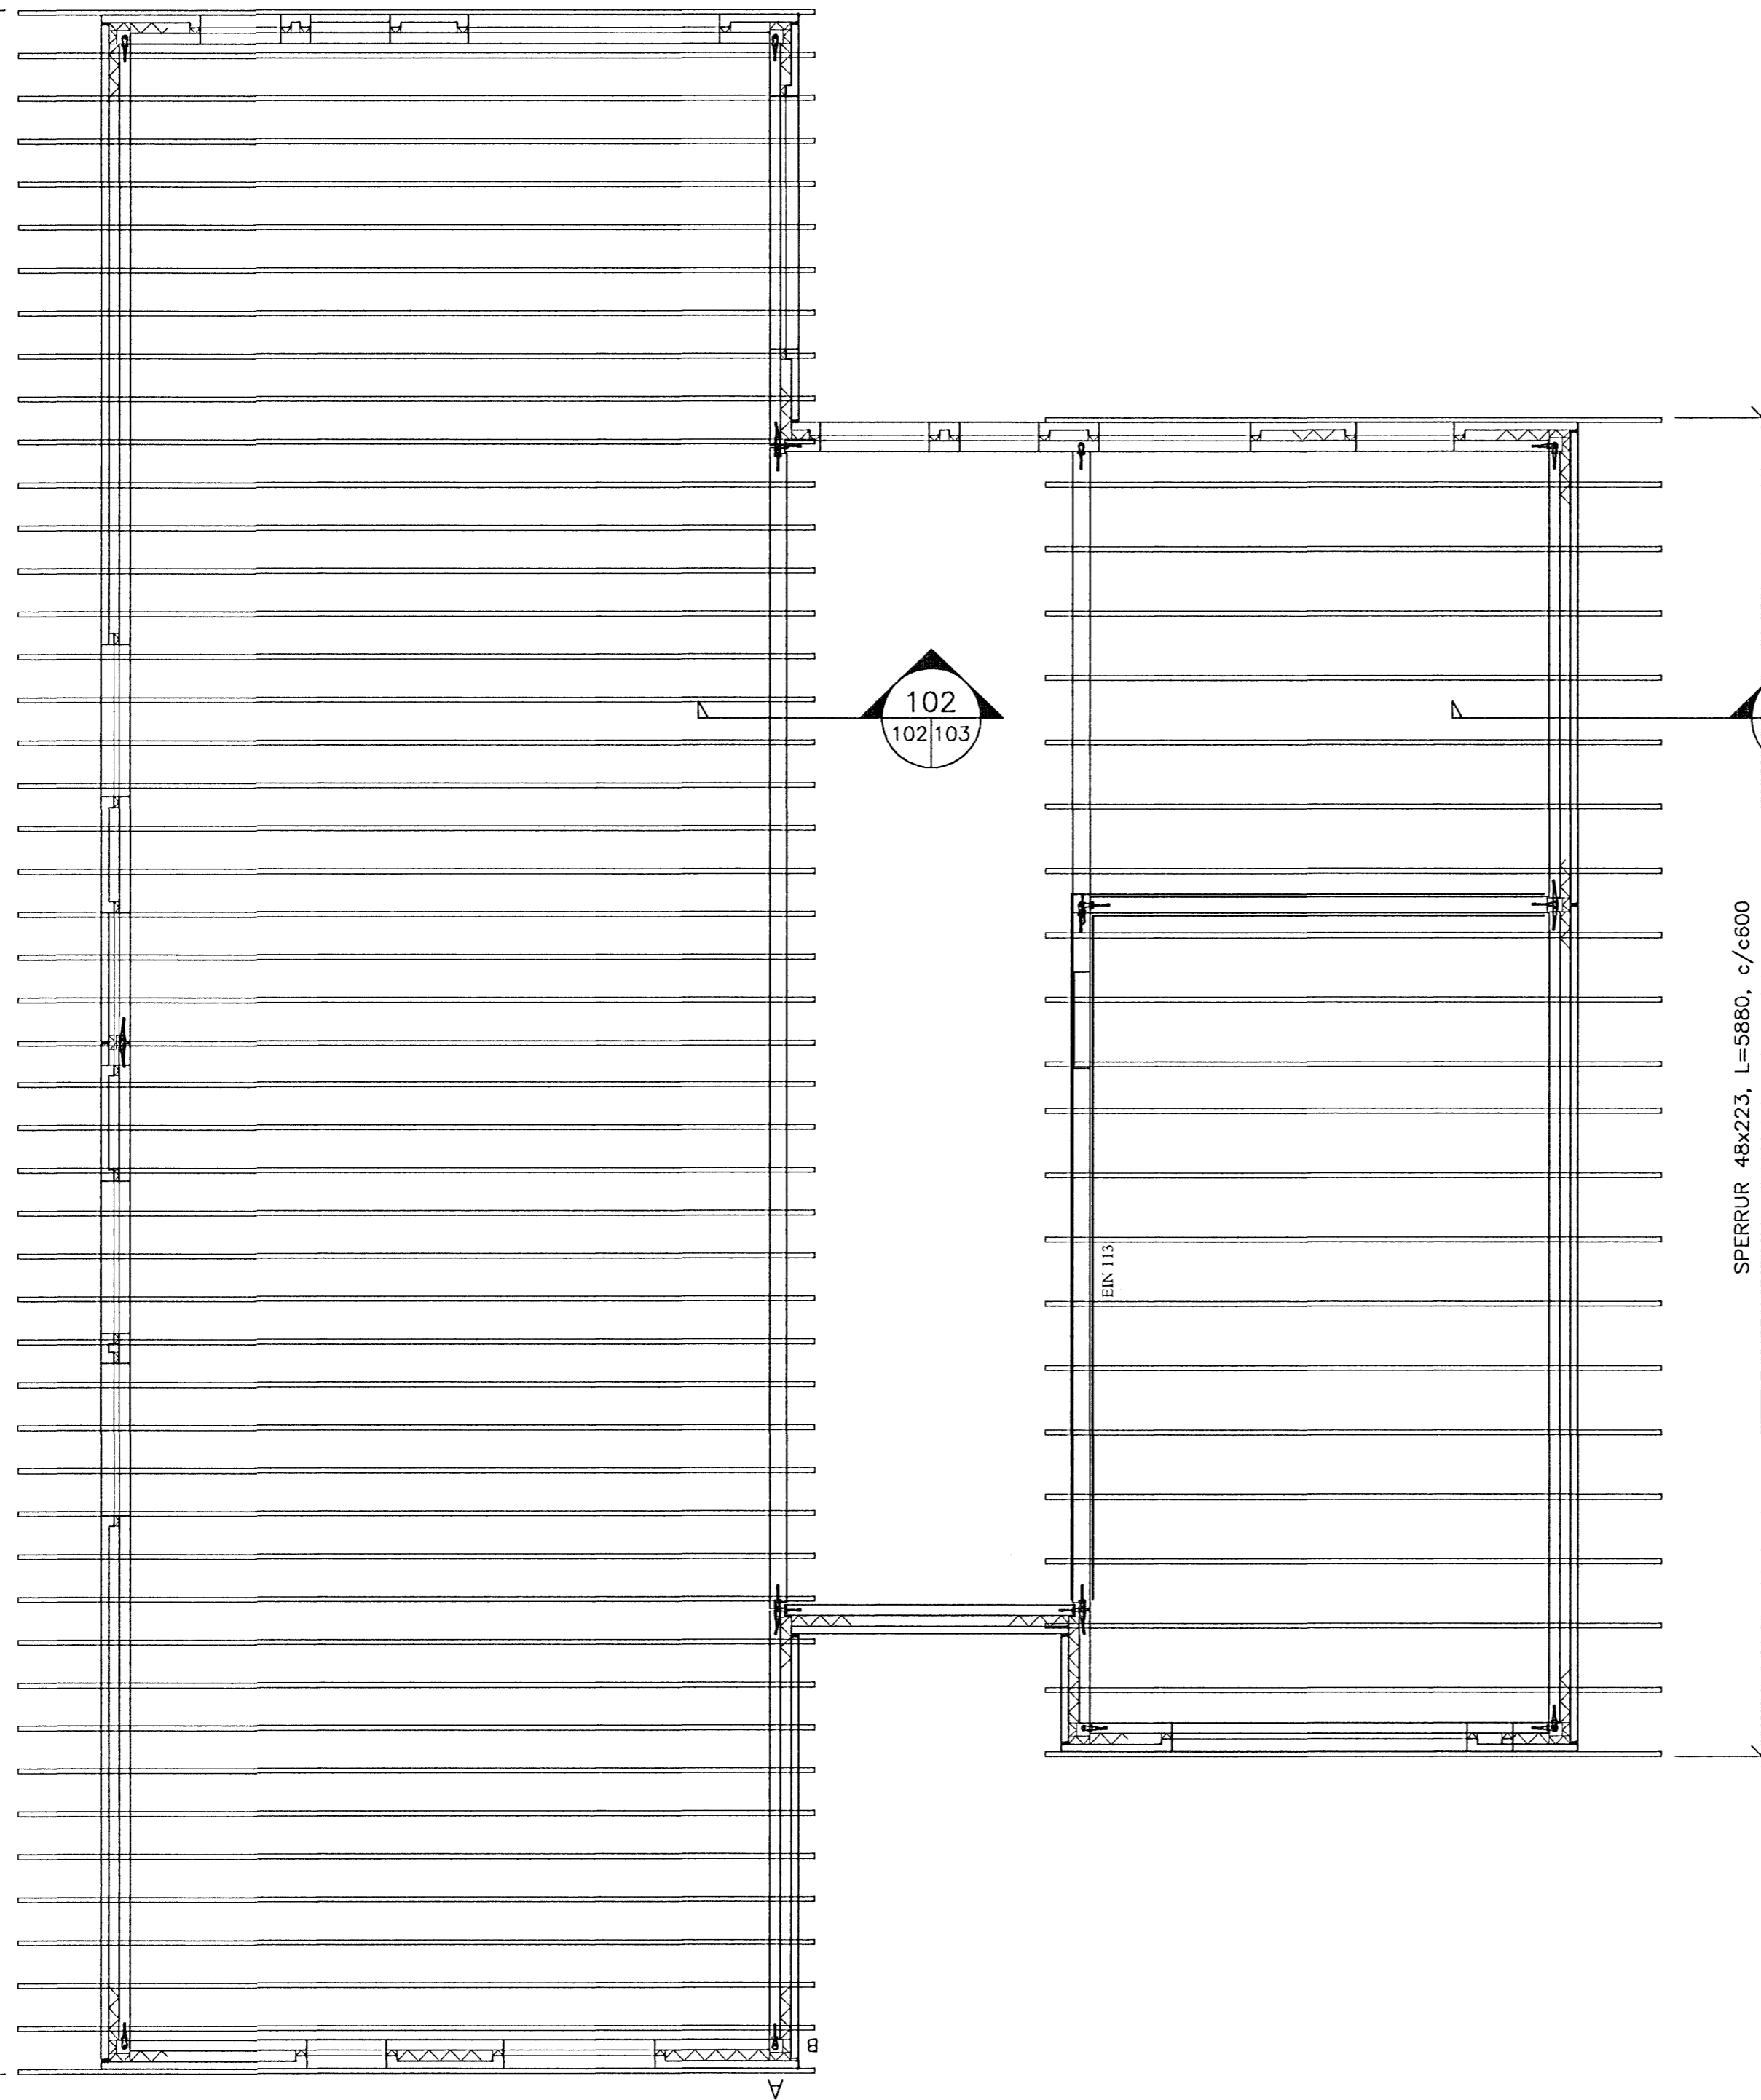 102
102 103
SPERRUR 48x223, L=5880, c/c600
EIN 113
B
A